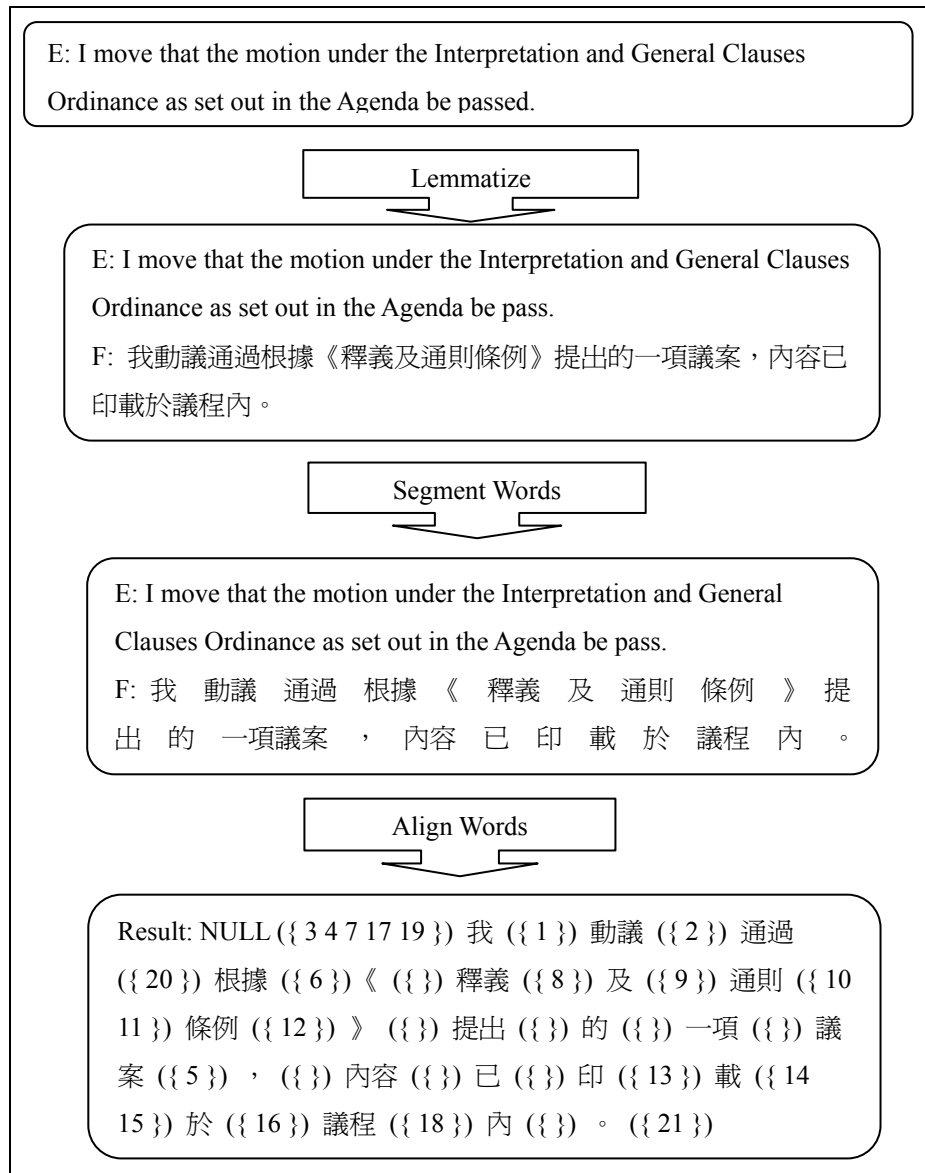 E: I move that the motion under the Interpretation and General Clauses
Ordinance as set out in the Agenda be passed.
Lemmatize
E: I move that the motion under the Interpretation and General Clauses
Ordinance as set out in the Agenda be pass.
F: 我動議通過根據《釋義及通則條例》提出的一項議案，內容已
印載於議程內。
Segment Words
E: I move that the motion under the Interpretation and General
Clauses Ordinance as set out in the Agenda be pass.
F: 我 動議 通過 根據 《 釋義 及 通則 條例 》 提
出 的 一項議案 ， 內容 已 印 載 於 議程 內 。
Align Words
Result: NULL ({ 3 4 7 17 19 }) 我 ({ 1 }) 動議 ({ 2 }) 通過
({ 20 }) 根據 ({ 6 })《 ({ }) 釋義 ({ 8 }) 及 ({ 9 }) 通則 ({ 10
11 }) 條例 ({ 12 }) 》 ({ }) 提出 ({ }) 的 ({ }) 一項 ({ }) 議
案 ({ 5 }) ， ({ }) 內容 ({ }) 已 ({ }) 印 ({ 13 }) 載 ({ 14
15 }) 於 ({ 16 }) 議程 ({ 18 }) 內 ({ }) 。 ({ 21 })